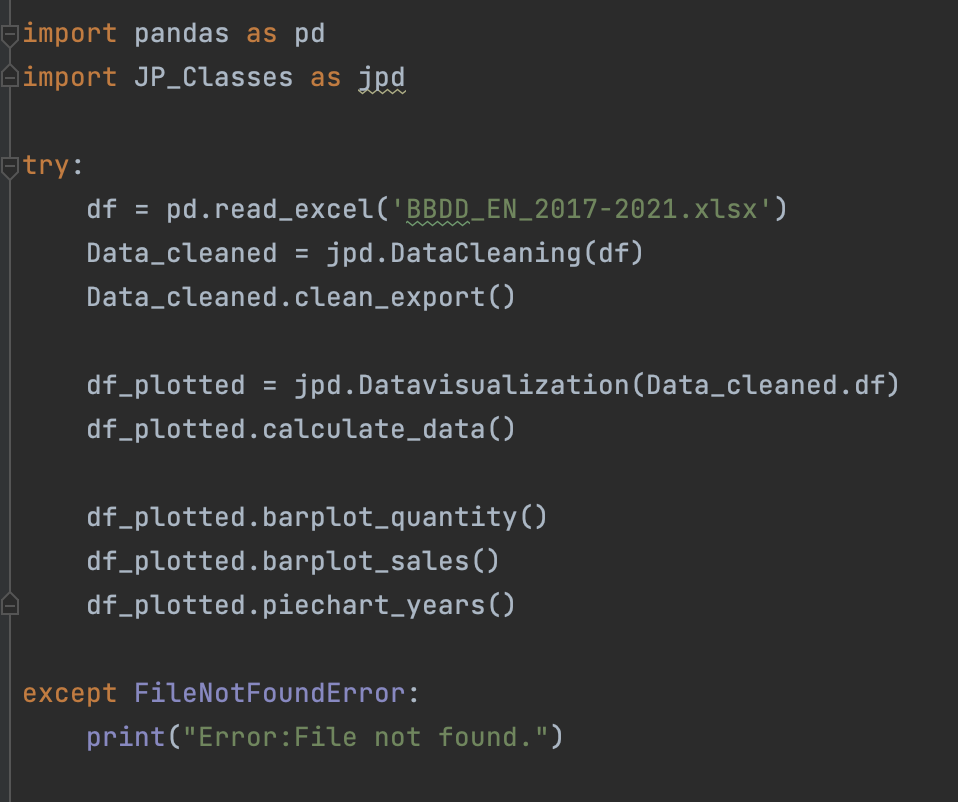 import pandas as pd
import JP_Classes as jpd
try:
df = pd.read_excel('BBDD_EN_2017-2021.xlsx')
Data_cleaned = jpd.DataCleaning(df)
Data_cleaned.clean_export()
df_plotted = jpd.Datavisualization(Data_cleaned.df)
df_plotted.calculate_data()
df_plotted.barplot_quantity()
df_plotted.barplot_sales()
df_plotted.piechart_years()
except FileNotFoundError:
print("Error:File not found.")